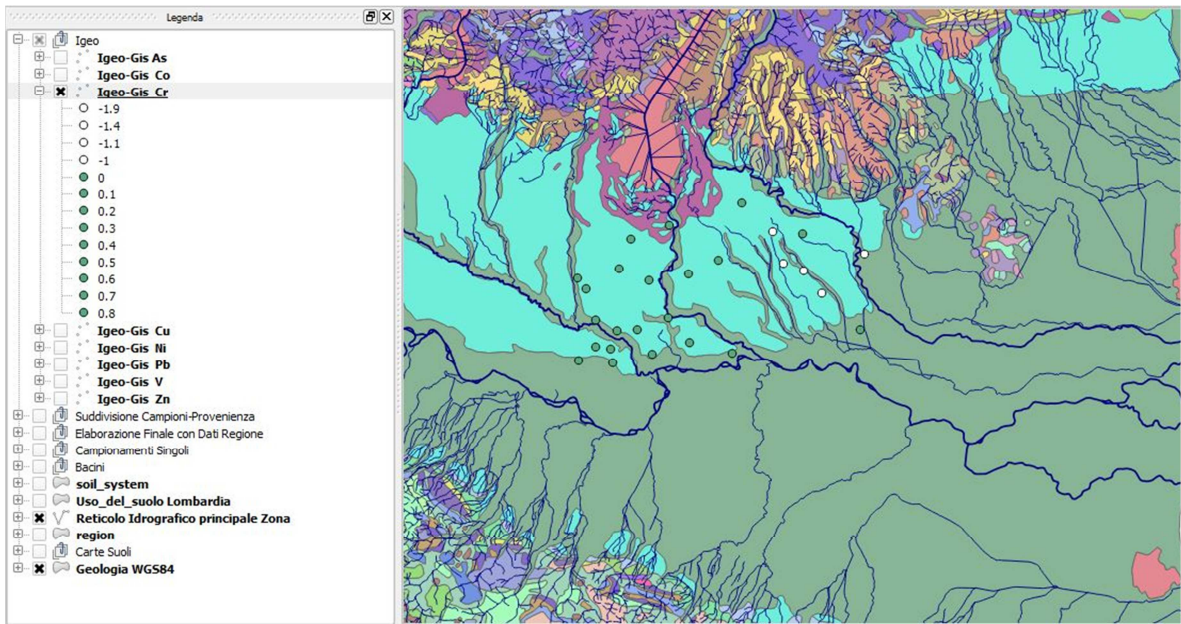 Legenda
Igeo
Igeo-Gis As
Igeo-Gis Co
Igeo-Gis Cr
-1.9
-1.4
-1.1
-1
0
0.1
0.2
0.3
0.4
0.5
0.6
0.7
0.8
Igeo-Gis Cu
Igeo-Gis Ni
Igeo-Gis Pb
Igeo-Gis V
Igeo-Gis Zn
Suddivisione Campioni-Provenienza
Elaborazione Finale con Dati Regione
Campionamenti Singoli
Bacini
soil_system
Uso_del_suolo Lombardia
Reticolo Idrografico principale Zona
region
Carte Suoli
Geologia WGS84